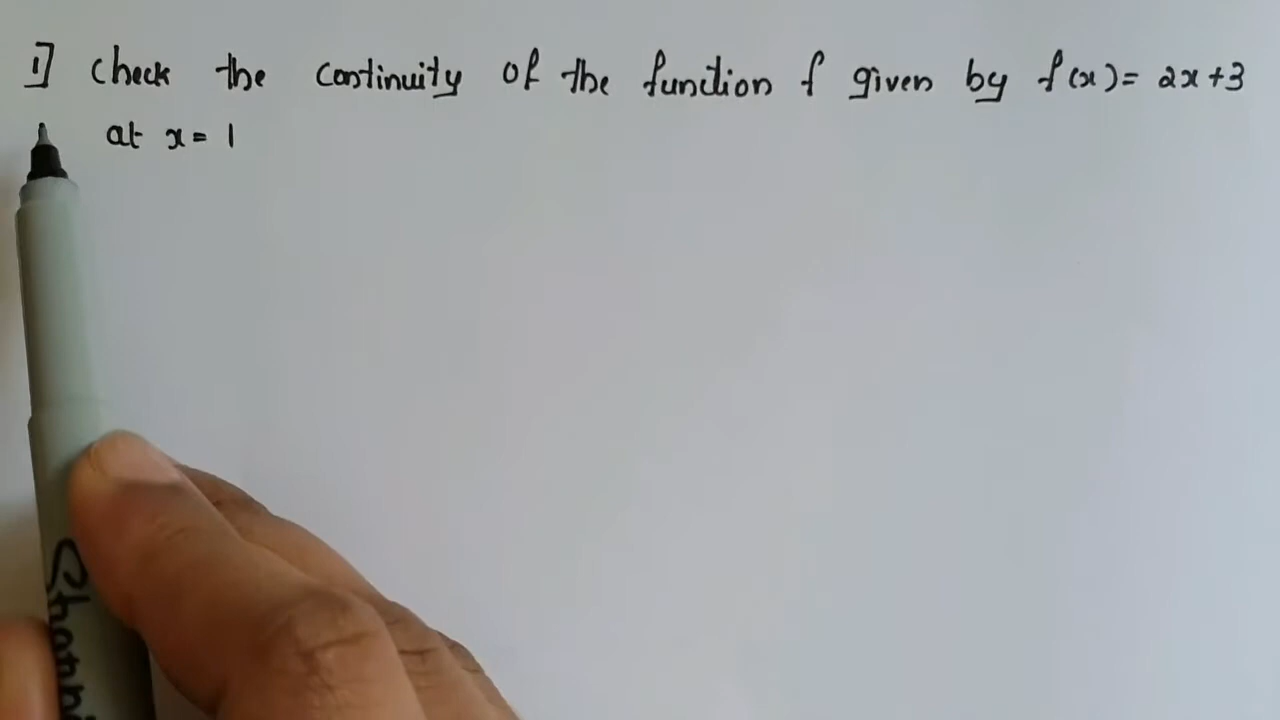 1] Check the continuity of the function f given by f(x) = 2x+3
at x = 1